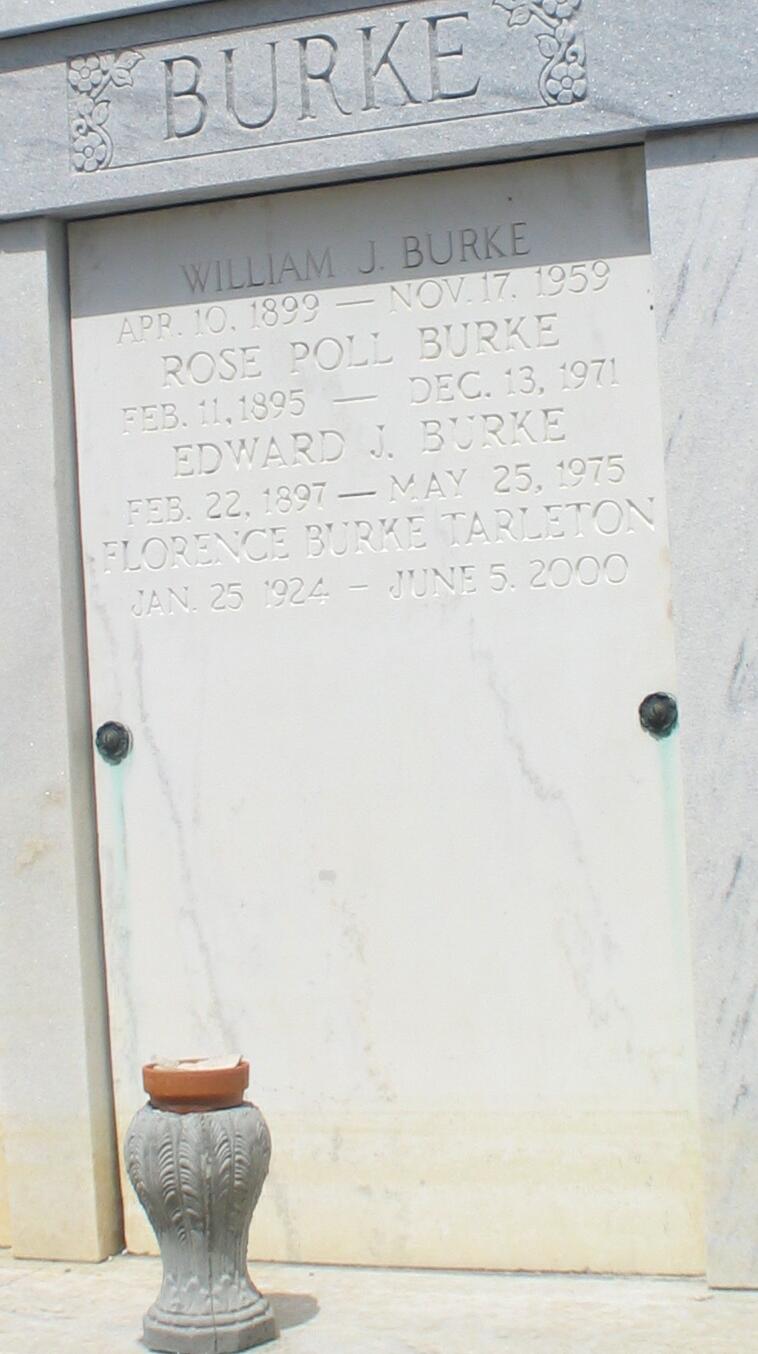 BURKE
WILLIAM J. BURKE
APR. 10, 1899 — NOV. 17, 1959
ROSE POLL BURKE
FEB. 11, 1895 — DEC. 13, 1971
EDWARD J. BURKE
FEB. 22, 1897 — MAY 25, 1975
FLORENCE BURKE TARLETON
JAN. 25 1924 – JUNE 5. 2000